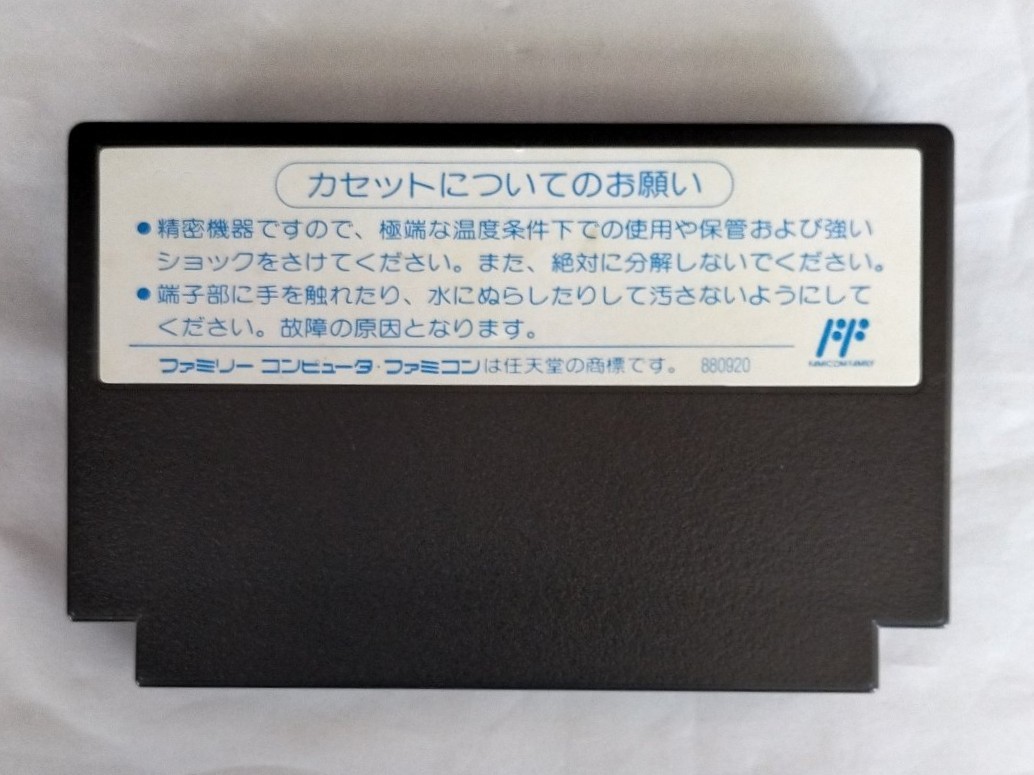 カセットについてのお願い
●精密機器ですので、極端な温度条件下での使用や保管および強い
ショックをさけてください。また、絶対に分解しないでください。
●端子部に手を触れたり、水にぬらしたりして汚さないようにして
ください。故障の原因となります。
FAMICOM FAMILY
ファミリー コンピュータ・ファミコンは任天堂の商標です。 880920